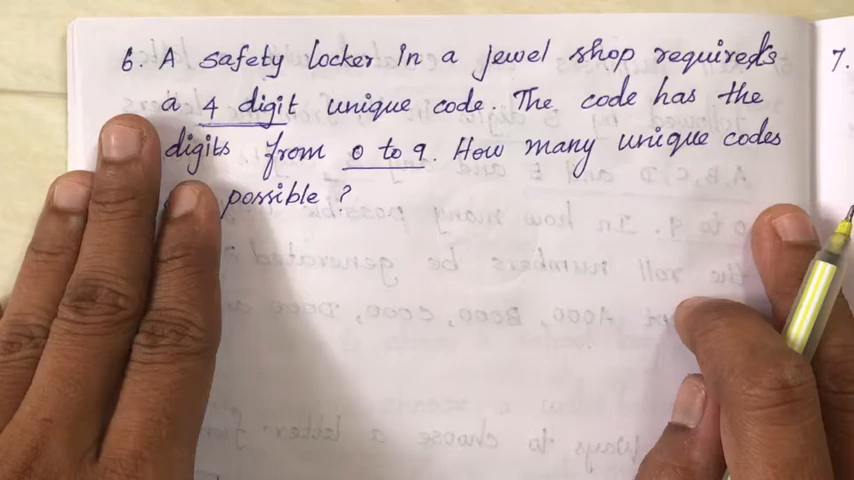 6. A safety locker in a jewel shop requireds
a 4 digit unique code. The code has the
digits from 0 to 9. How many unique codes
possible ?
7.